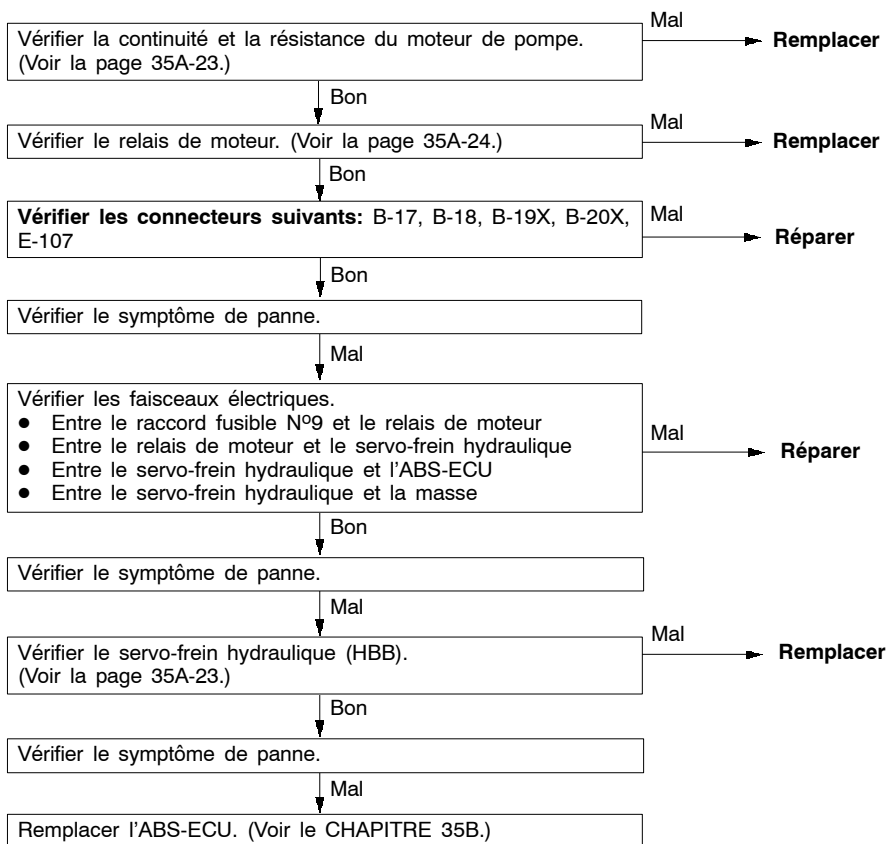 Vérifier la continuité et la résistance du moteur de pompe.
(Voir la page 35A-23.)
Mal
Remplacer
Bon
Vérifier le relais de moteur. (Voir la page 35A-24.)
Mal
Remplacer
Bon
Vérifier les connecteurs suivants: B-17, B-18, B-19X, B-20X,
E-107
Mal
Réparer
Bon
Vérifier le symptôme de panne.
Mal
Vérifier les faisceaux électriques.
● Entre le raccord fusible Nº9 et le relais de moteur
● Entre le relais de moteur et le servo-frein hydraulique
● Entre le servo-frein hydraulique et l'ABS-ECU
● Entre le servo-frein hydraulique et la masse
Mal
Réparer
Bon
Vérifier le symptôme de panne.
Mal
Vérifier le servo-frein hydraulique (HBB).
(Voir la page 35A-23.)
Mal
Remplacer
Bon
Vérifier le symptôme de panne.
Mal
Remplacer l'ABS-ECU. (Voir le CHAPITRE 35B.)